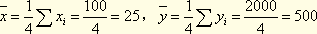 x̄ = 1/4 ∑ xᵢ = 100/4 = 25， ȳ = 1/4 ∑ yᵢ = 2000/4 = 500